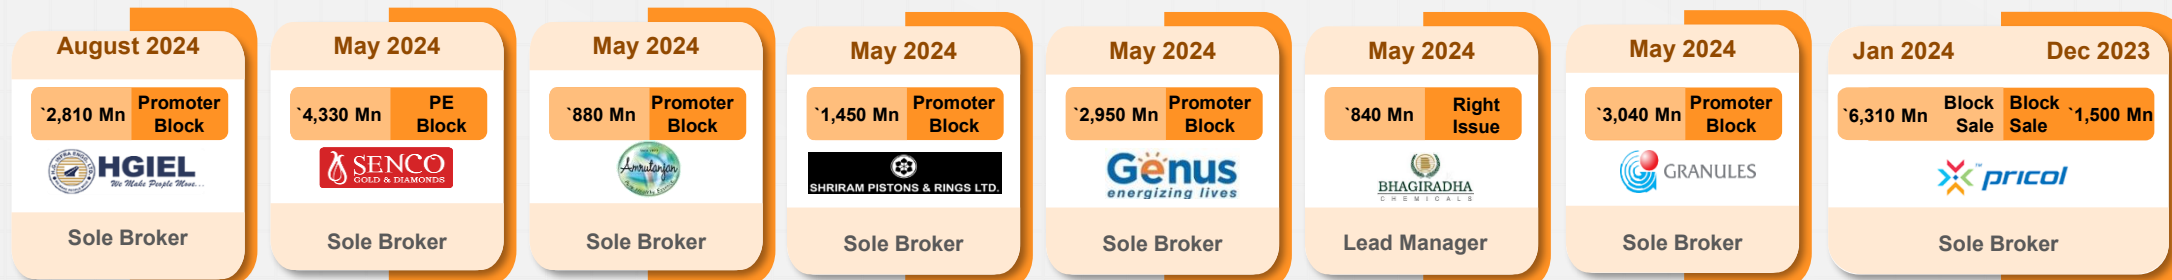 August 2024
`2,810 Mn
Promoter
Block
HGIEL
We Make People Move...
Sole Broker
May 2024
`4,330 Mn
PE
Block
SENCO
GOLD & DIAMONDS
Sole Broker
May 2024
`880 Mn
Promoter
Block
Amrutanjan
Sole Broker
May 2024
`1,450 Mn
Promoter
Block
SHRIRAM PISTONS & RINGS LTD.
Sole Broker
May 2024
`2,950 Mn
Promoter
Block
Genus
energizing lives
Sole Broker
May 2024
`840 Mn
Right
Issue
BHAGIRADHA
CHEMICALS
Lead Manager
May 2024
`3,040 Mn
Promoter
Block
GRANULES
Sole Broker
Jan 2024
Dec 2023
`6,310 Mn
Block
Sale
Block
Sale
`1,500 Mn
pricol
Sole Broker